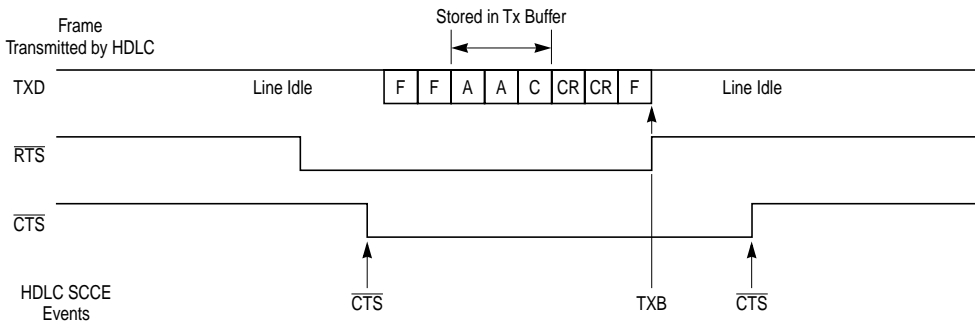 Frame
Transmitted by HDLC
Stored in Tx Buffer
TXD
Line Idle
F F A A C CR CR F
Line Idle
RTS
CTS
HDLC SCCE
Events
CTS
TXB
CTS